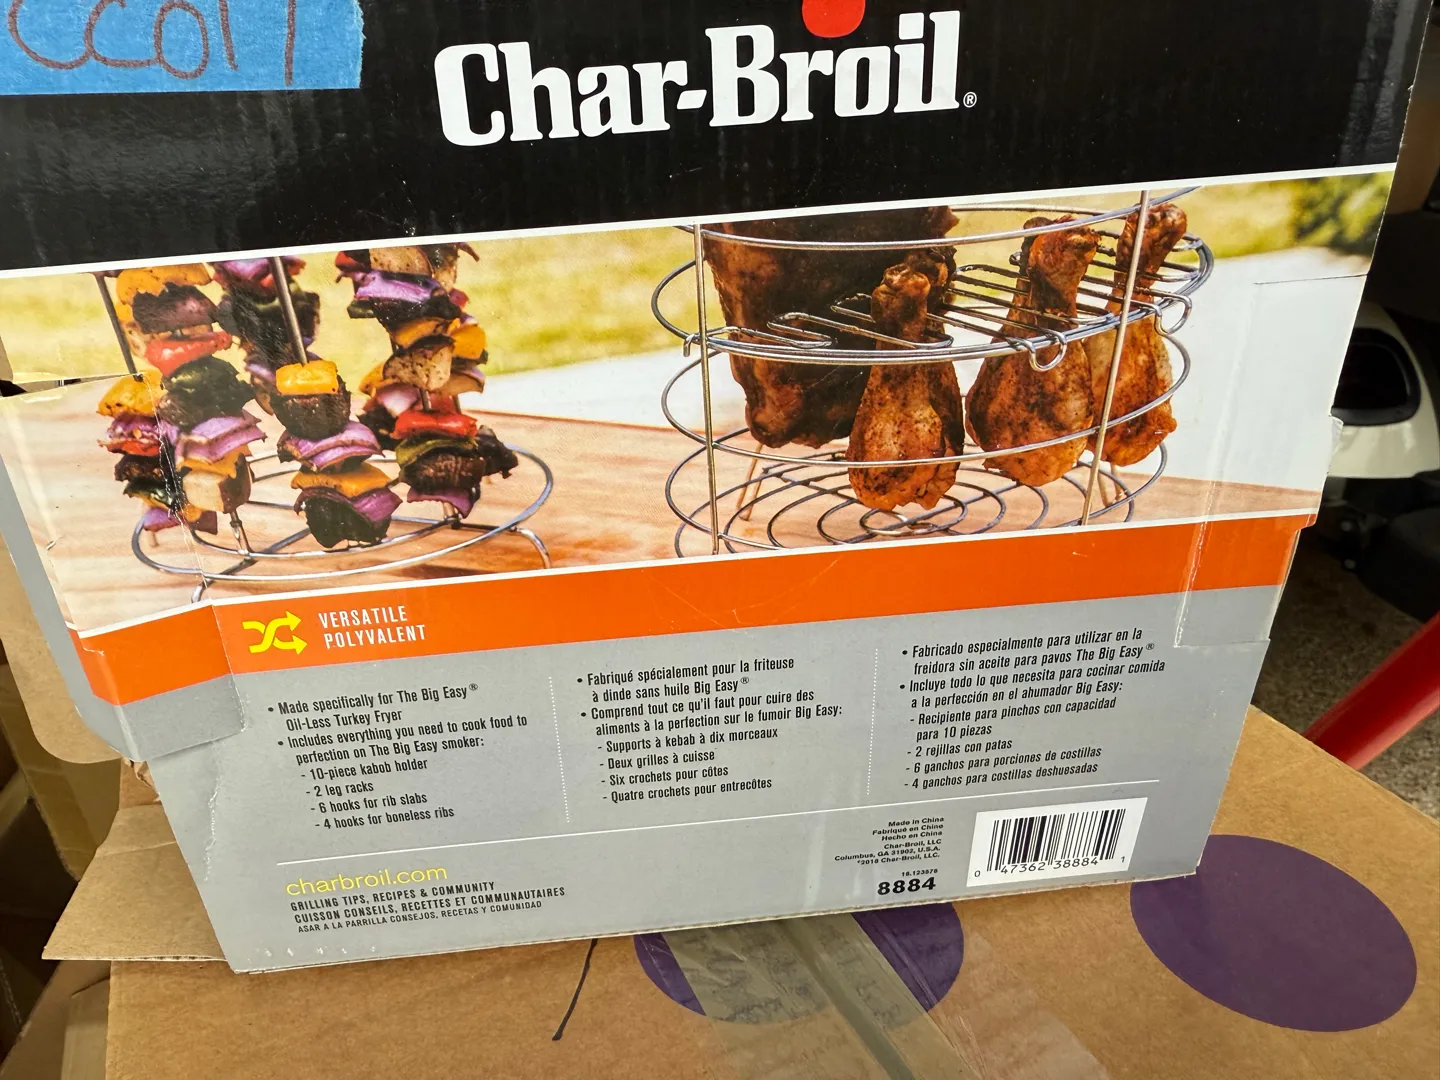 Char-Broil®
VERSATILE
POLYVALENT
• Made specifically for The Big Easy®
Oil-Less Turkey Fryer
• Includes everything you need to cook food to
perfection on The Big Easy smoker:
- 10-piece kabob holder
- 2 leg racks
- 6 hooks for rib slabs
- 4 hooks for boneless ribs
• Fabriqué spécialement pour la friteuse
à dinde sans huile Big Easy®
• Comprend tout ce qu'il faut pour cuire des
aliments à la perfection sur le fumoir Big Easy:
- Supports à kebab à dix morceaux
- Deux grilles à cuisse
- Six crochets pour côtes
- Quatre crochets pour entrecôtes
• Fabricado especialmente para utilizar en la
freidora sin aceite para pavos The Big Easy®
• Incluye todo lo que necesita para cocinar comida
a la perfección en el ahumador Big Easy:
- Recipiente para pinchos con capacidad
para 10 piezas
- 2 rejillas con patas
- 6 ganchos para porciones de costillas
- 4 ganchos para costillas deshuesadas
charbroil.com
GRILLING TIPS, RECIPES & COMMUNITY
CUISSON CONSEILS, RECETTES ET COMMUNAUTAIRES
ASAR A LA PARRILLA CONSEJOS, RECETAS Y COMUNIDAD
Made in China
Fabriqué en Chine
Hecho en China
Char-Broil, LLC
Columbus, GA 31902, U.S.A.
©2018 Char-Broil, LLC.
8884
0 47362 38884 1